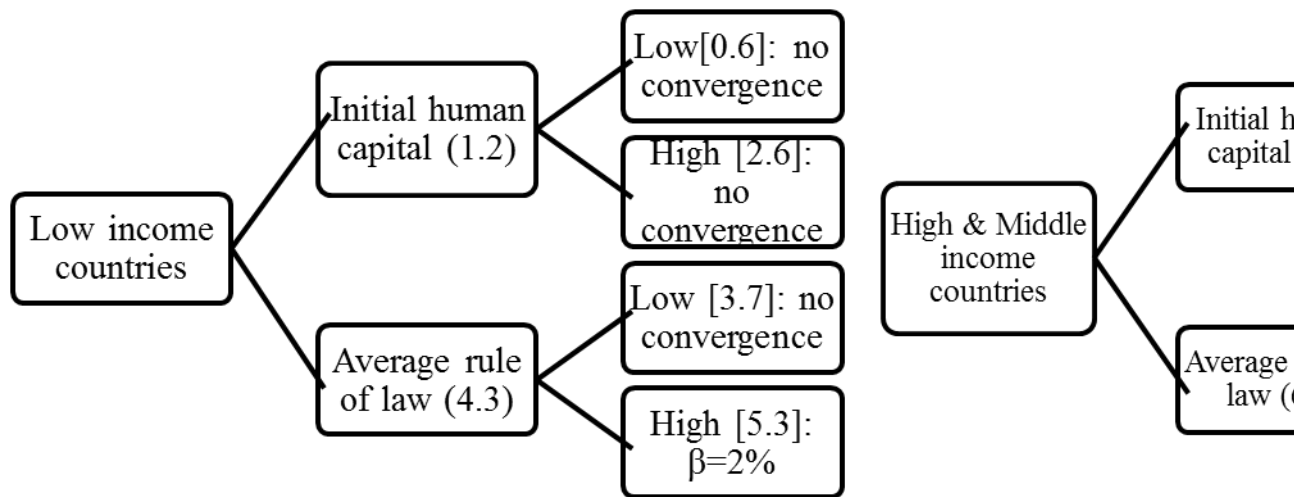 Low income
countries
Initial human
capital (1.2)
Low[0.6]: no
convergence
High [2.6]:
no
convergence
Average rule
of law (4.3)
Low [3.7]: no
convergence
High [5.3]:
β=2%
High & Middle
income
countries
Initial
capital
Average
law